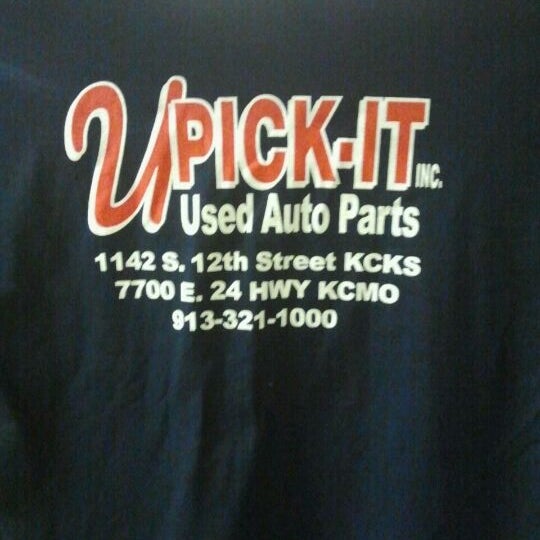 UPICK-IT INC.
Used Auto Parts
1142 S. 12th Street KCKS
7700 E. 24 HWY KCMO
913-321-1000